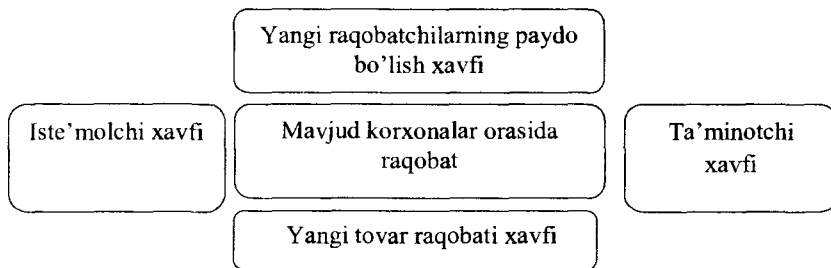 Yangi raqobatchilarning paydo
bo’lish xavfi
Iste’molchi xavfi
Mavjud korxonalar orasida
raqobat
Ta’minotchi
xavfi
Yangi tovar raqobati xavfi